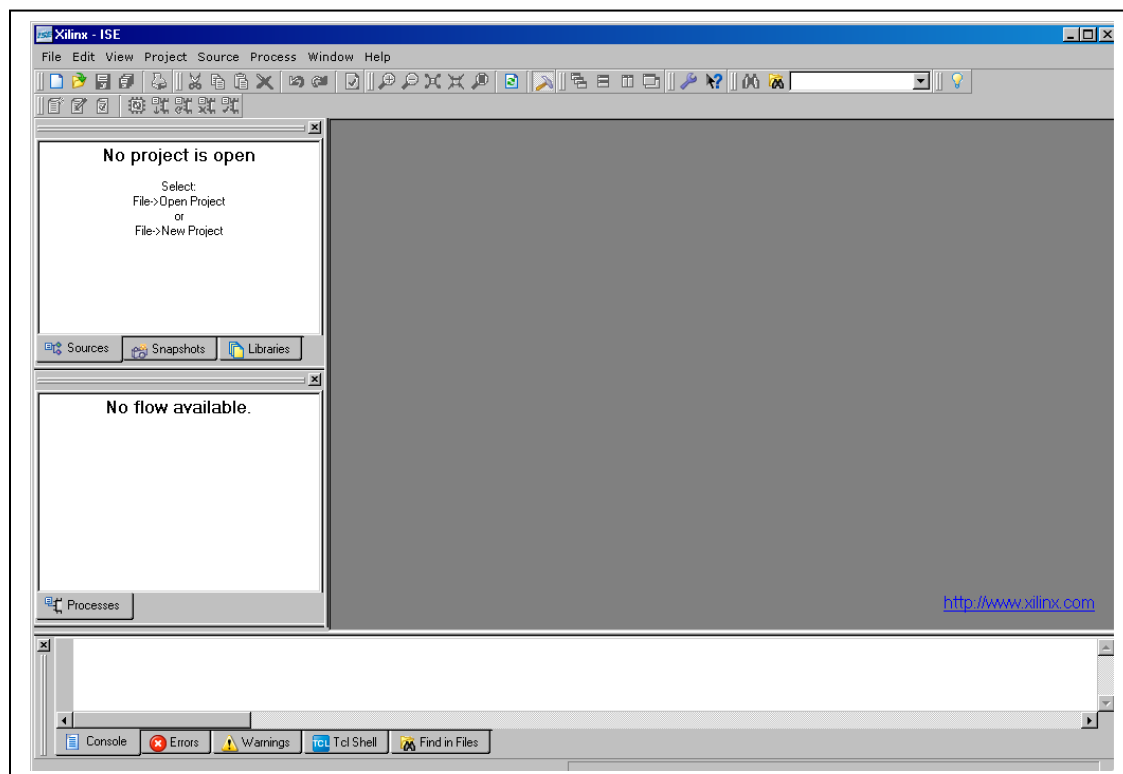 Xilinx - ISE
File Edit View Project Source Process Window Help
No project is open
Select:
File->Open Project
or
File->New Project
Sources Snapshots Libraries
No flow available.
Processes
http://www.xilinx.com
Console Errors Warnings TCL Tcl Shell Find in Files